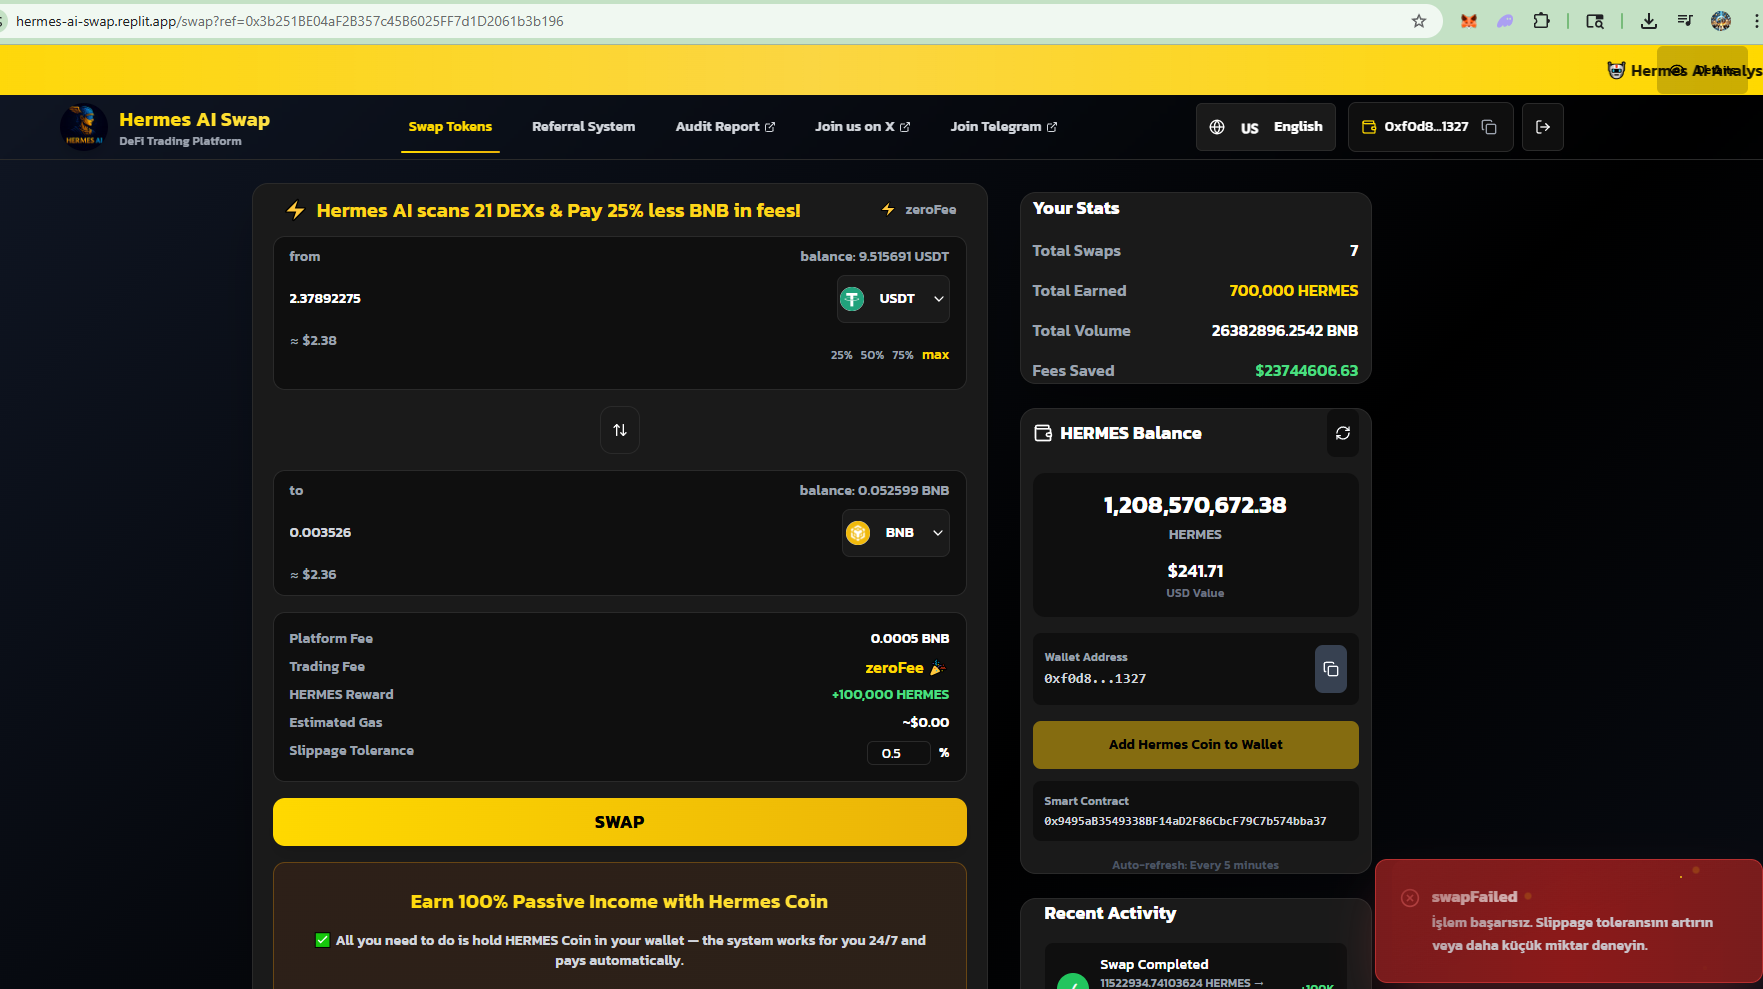 hermes-ai-swap.replit.app/swap?ref=0x3b251BE04aF2B357c45B6025FF7d1D2061b3b196
Hermes AI Analys
Hermes AI Swap
DeFi Trading Platform
Swap Tokens
Referral System
Audit Report
Join us on X
Join Telegram
US English
0xf0d8...1327
Hermes AI scans 21 DEXs & Pay 25% less BNB in fees!
zeroFee
from
balance: 9.515691 USDT
2.37892275
USDT
≈ $2.38
25% 50% 75% max
to
balance: 0.052599 BNB
0.003526
BNB
≈ $2.36
Platform Fee
0.0005 BNB
Trading Fee
zeroFee 🎉
HERMES Reward
+100,000 HERMES
Estimated Gas
~$0.00
Slippage Tolerance
0.5 %
SWAP
Earn 100% Passive Income with Hermes Coin
✅ All you need to do is hold HERMES Coin in your wallet — the system works for you 24/7 and
pays automatically.
Your Stats
Total Swaps
7
Total Earned
700,000 HERMES
Total Volume
26382896.2542 BNB
Fees Saved
$23744606.63
HERMES Balance
1,208,570,672.38
HERMES
$241.71
USD Value
Wallet Address
0xf0d8...1327
Add Hermes Coin to Wallet
Smart Contract
0x9495aB3549338BF14aD2F86CbcF79C7b574bba37
Auto-refresh: Every 5 minutes
Recent Activity
Swap Completed
11522934.74103624 HERMES →
+100K
swapFailed
İşlem başarısız. Slippage toleransını artırın
veya daha küçük miktar deneyin.